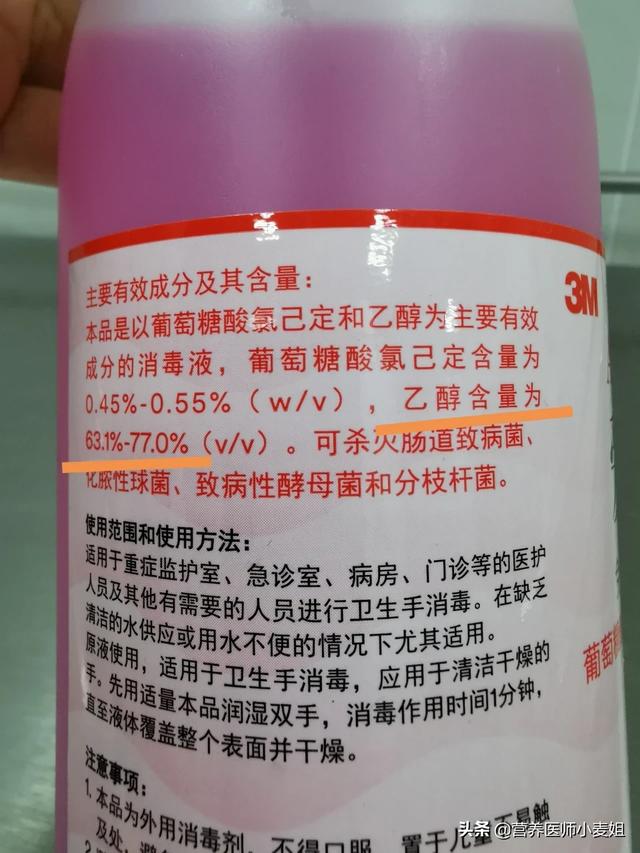 主要有效成分及其含量：
3M
本品是以葡萄糖酸氯己定和乙醇为主要有效
成分的消毒液，葡萄糖酸氯己定含量为
0.45%-0.55%（w/v），乙醇含量为
63.1%-77.0%（v/v）。可杀灭肠道致病菌、
化脓性球菌、致病性酵母菌和分枝杆菌。
使用范围和使用方法：
适用于重症监护室、急诊室、病房、门诊等的医护
人员及其他有需要的人员进行卫生手消毒。在缺乏
清洁的水供应或用水不便的情况下尤其适用。
原液使用，适用于卫生手消毒，应用于清洁干燥的
手。先用适量本品润湿双手，消毒作用时间1分钟，
直至液体覆盖整个表面并干燥。
葡萄
注意事项：
1.本品为外用消毒剂，不得口服，置于儿童不易触
及处，避
头条 @营养医师小麦姐